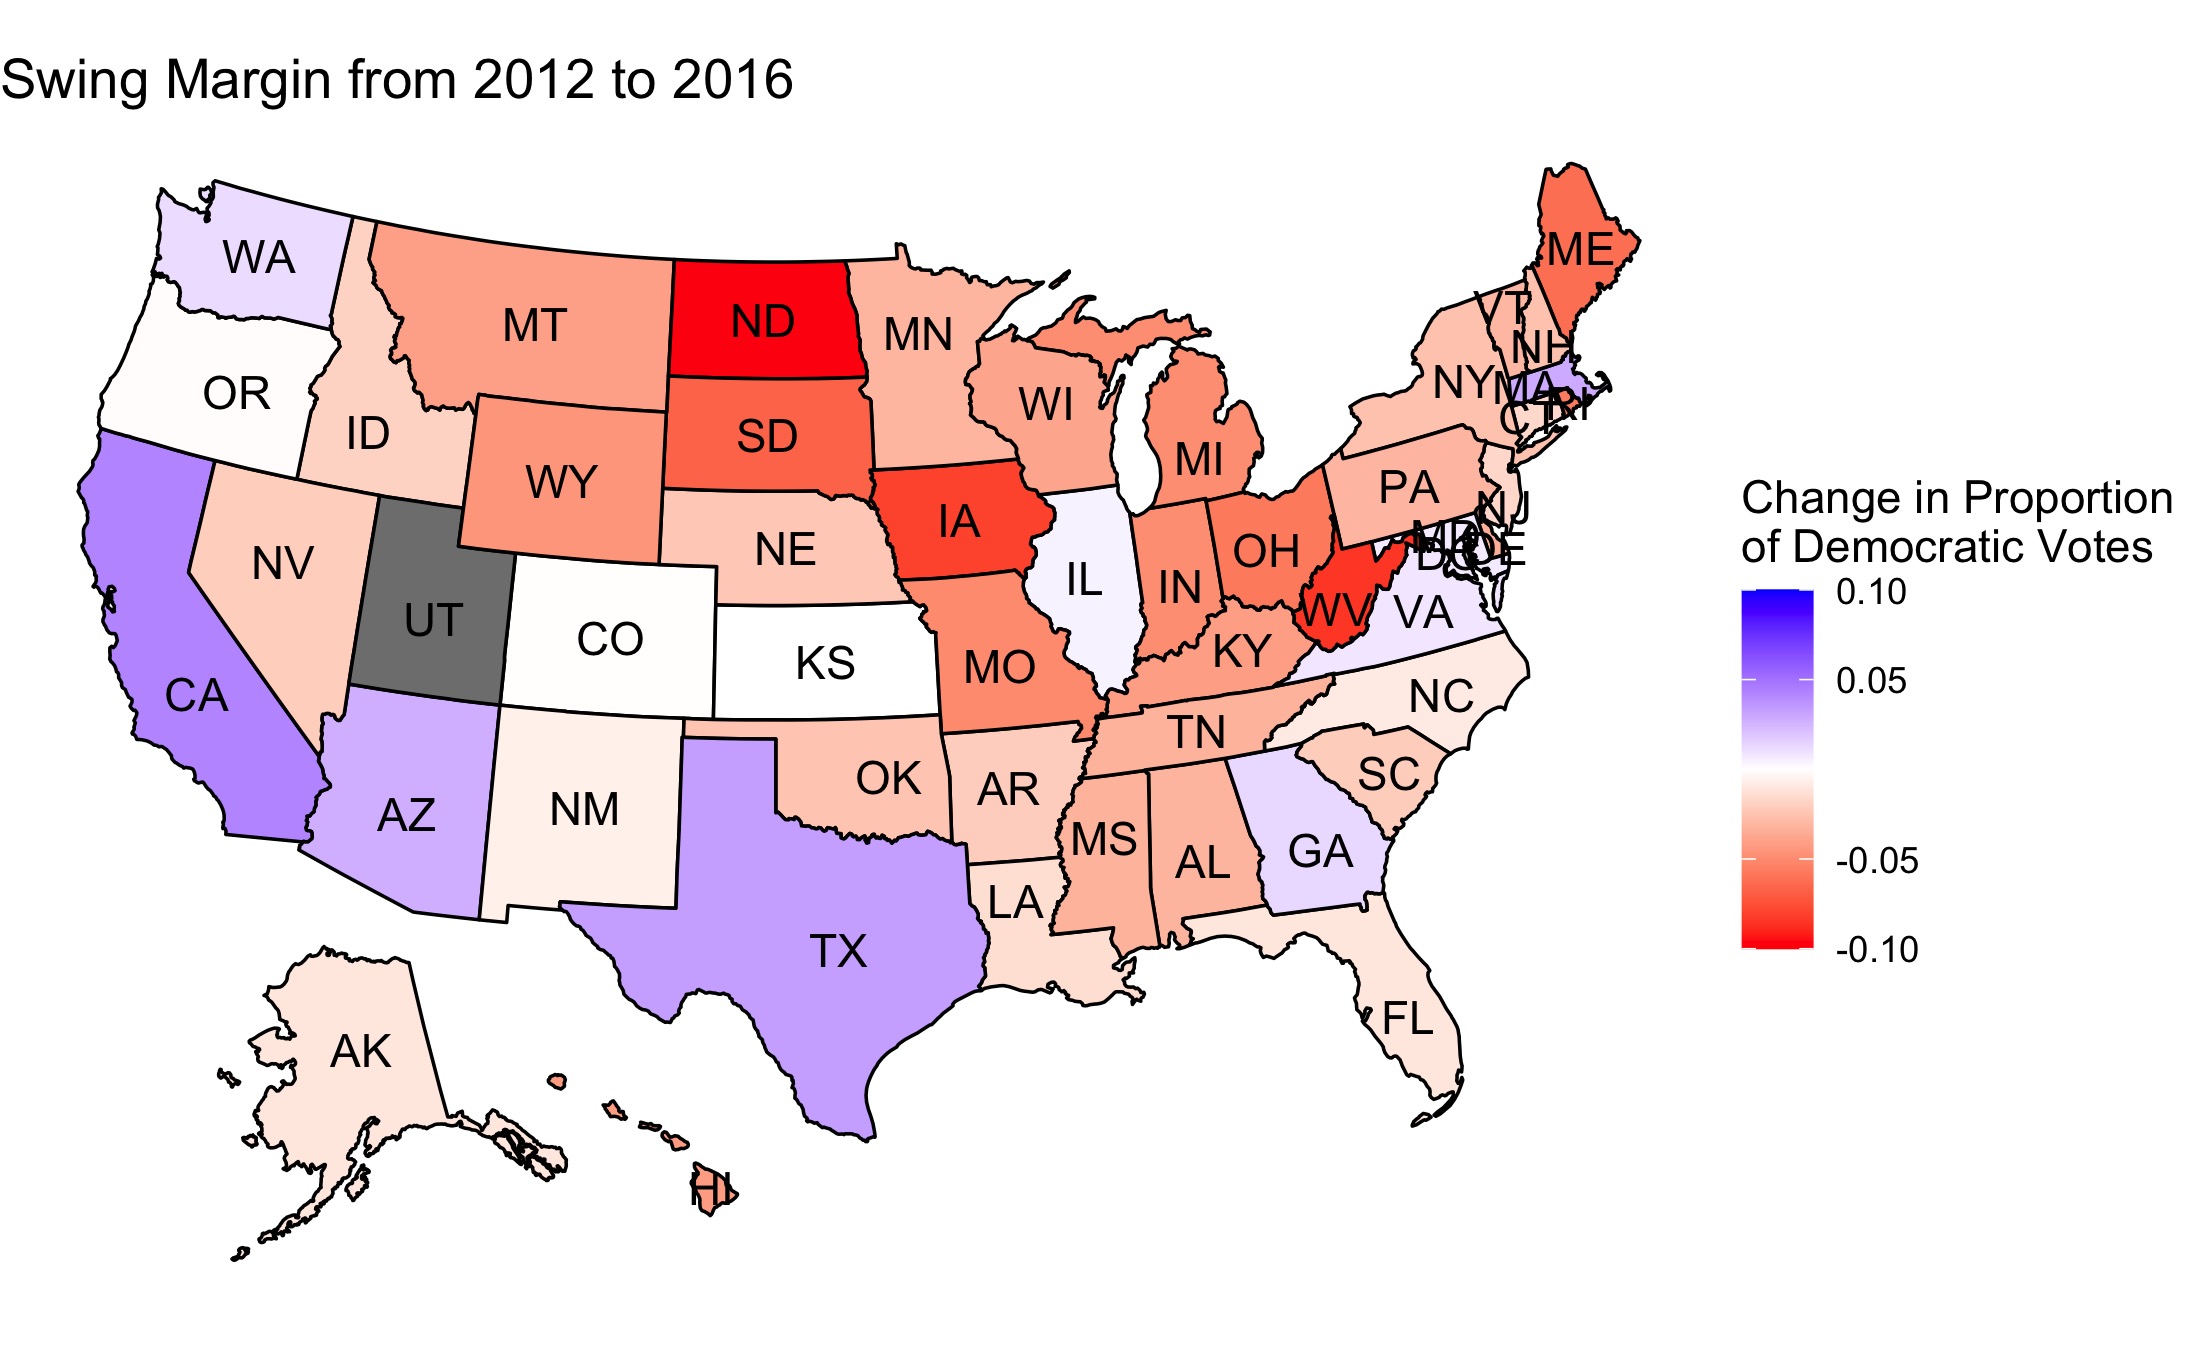 Swing Margin from 2012 to 2016
WA
MT
ND
MN
ME
VT
NH
OR
ID
SD
WI
NY
MA
RI
CT
WY
MI
PA
IA
NE
NV
UT
CO
IL
IN
OH
NJ
MD
DC
DE
WV
VA
KS
MO
KY
CA
NC
TN
OK
AR
SC
AZ
NM
MS
AL
GA
LA
TX
FL
AK
HI
Change in Proportion
of Democratic Votes
0.10
0.05
-0.05
-0.10